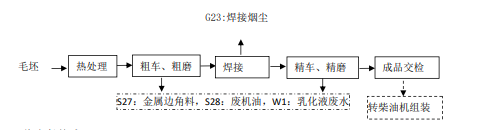 G23:焊接烟尘
毛坯
热处理
粗车、粗磨
焊接
精车、精磨
成品交检
S27：金属边角料，S28：废机油，W1：乳化液废水
转柴油机组装